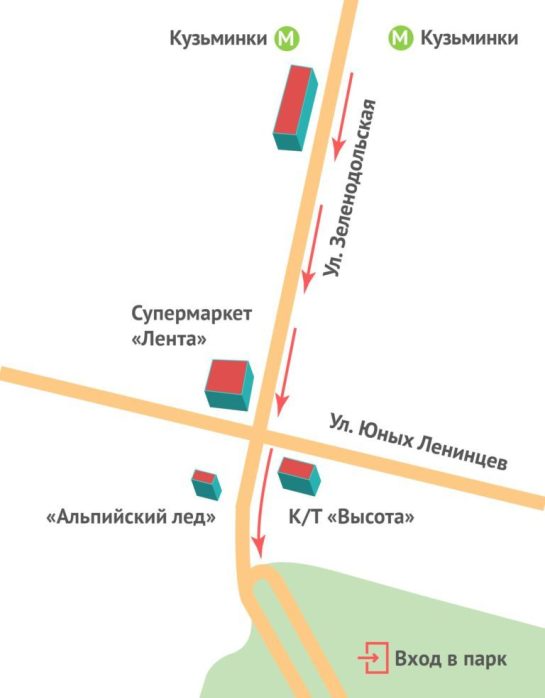 Кузьминки М
М Кузьминки
Ул. Зеленодольская
Супермаркет
«Лента»
Ул. Юных Ленинцев
«Альпийский лед»
К/Т «Высота»
Вход в парк